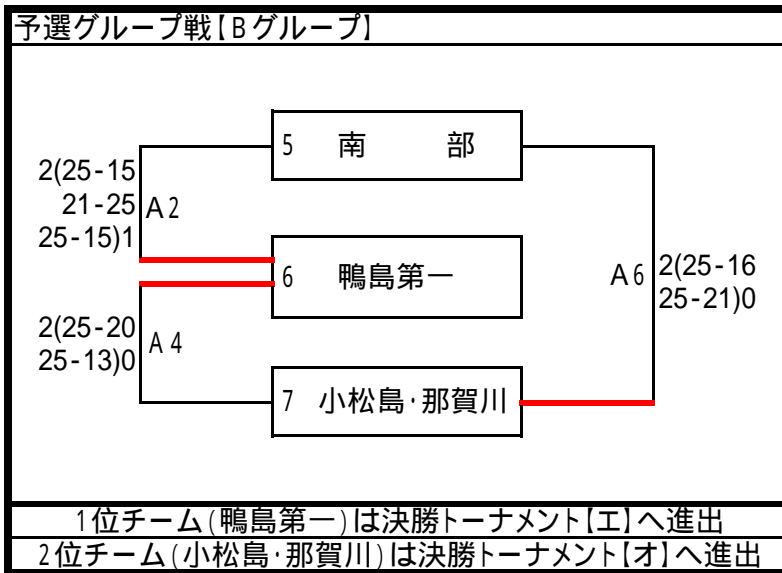 予選グループ戦【Bグループ】
5 南 部
2(25-15
21-25
25-15)1
A2
6 鴨島第一
A6
2(25-16
25-21)0
2(25-20
25-13)0
A4
7 小松島・那賀川
1位チーム(鴨島第一)は決勝トーナメント【エ】へ進出
2位チーム(小松島・那賀川)は決勝トーナメント【オ】へ進出